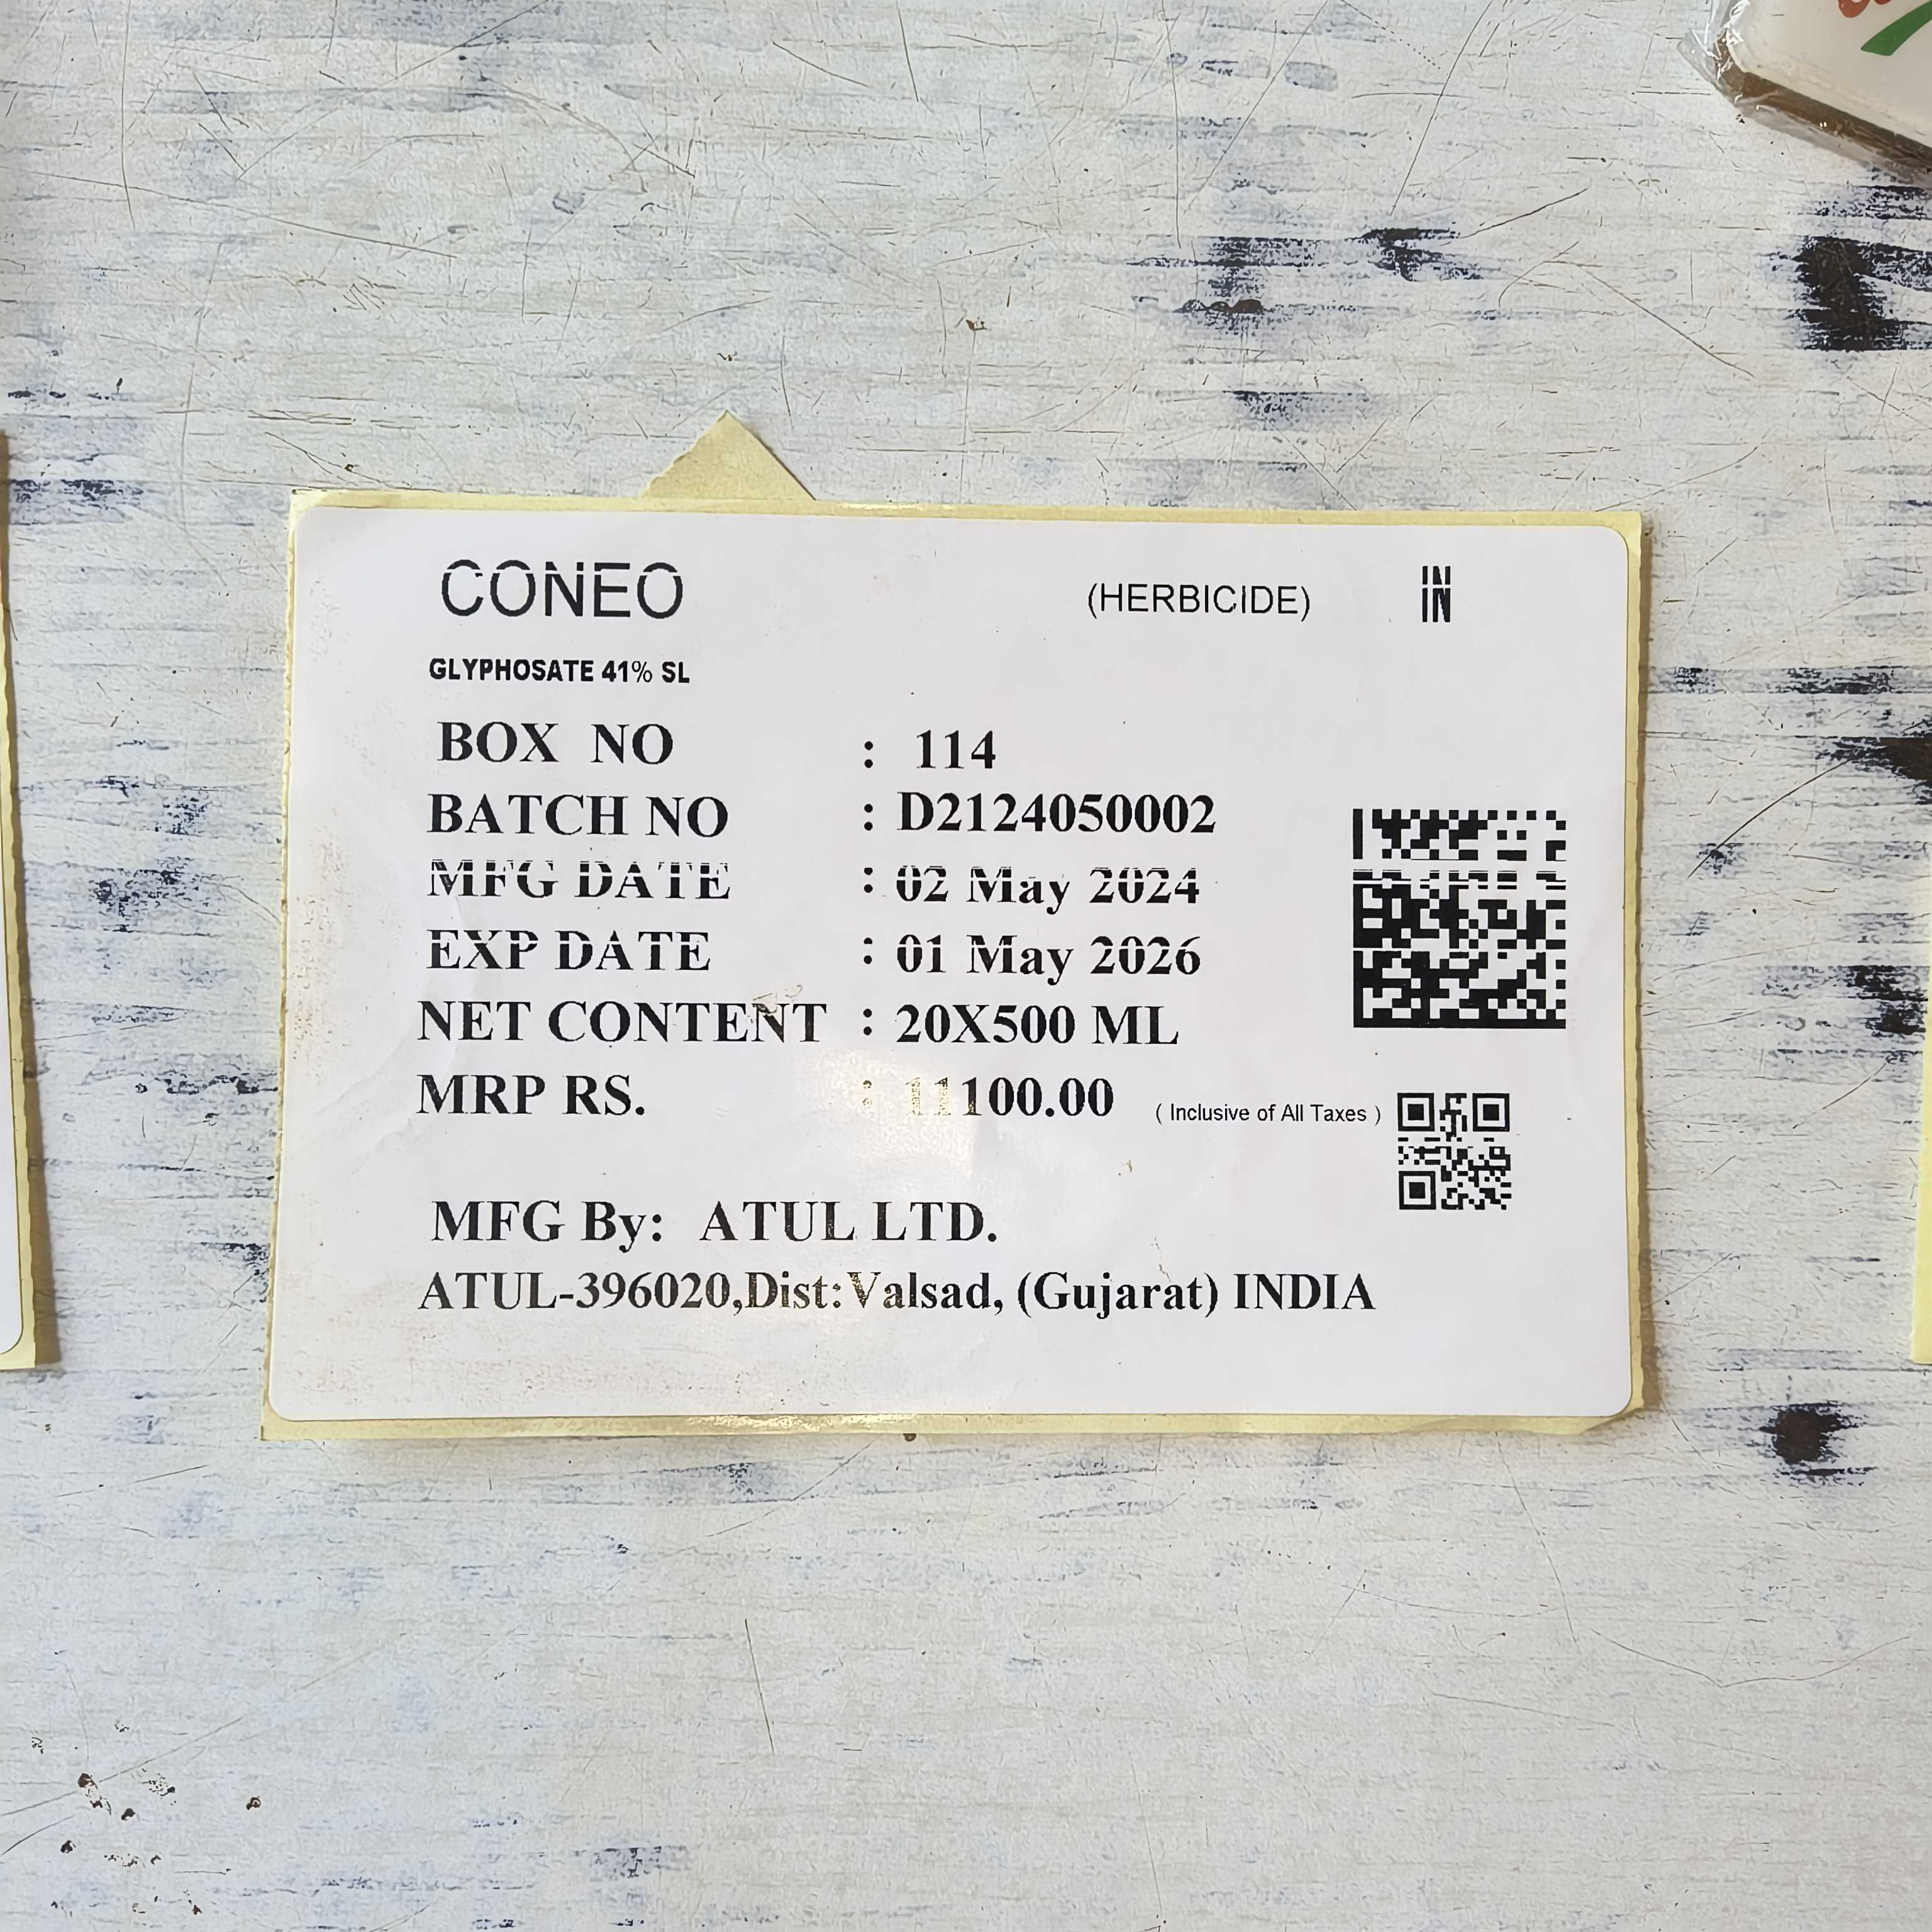 CONEO (HERBICIDE) IN
IN
GLYPHOSATE 41% SL
BOX NO : 114
BATCH NO : D2124050002
MFG DATE : 02 May 2024
EXP DATE : 01 May 2026
NET CONTENT : 20X500 ML
MRP RS. : 11100.00 ( Inclusive of All Taxes )
MFG By: ATUL LTD.
ATUL-396020,Dist:Valsad, (Gujarat) INDIA